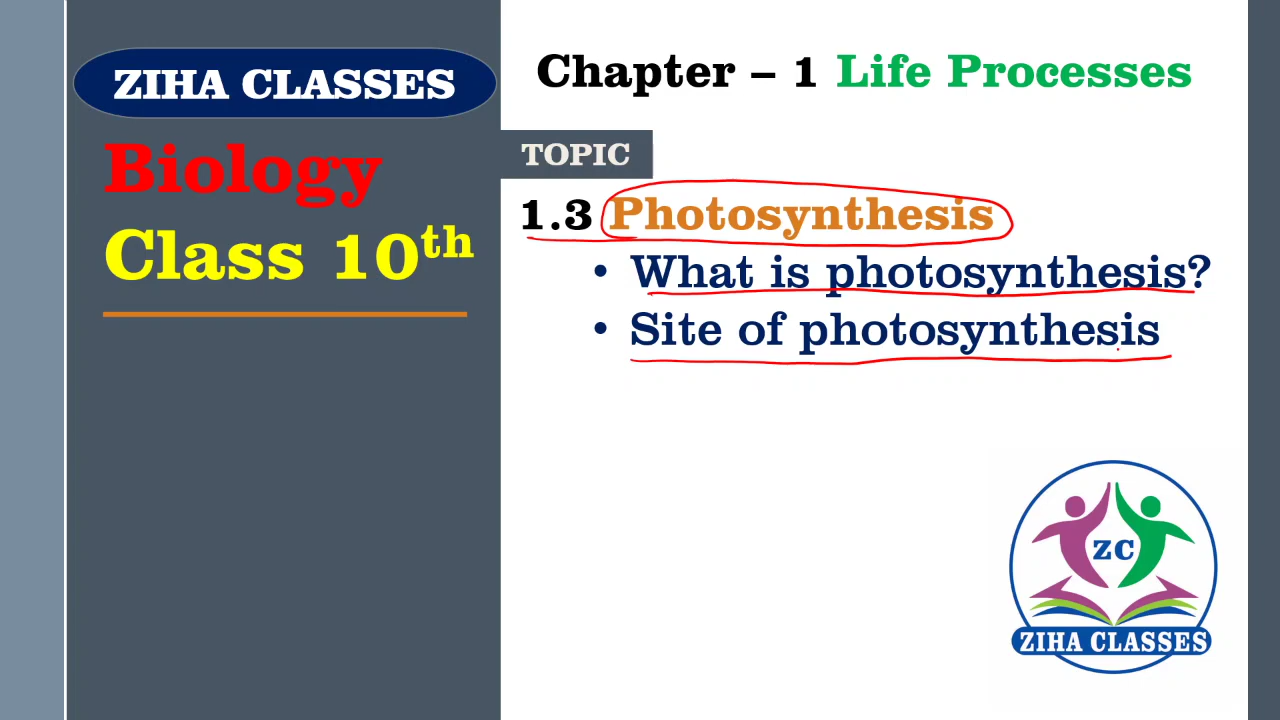 ZIHA CLASSES
Biology
Class 10th
Chapter – 1 Life Processes
TOPIC
1.3 Photosynthesis
• What is photosynthesis?
• Site of photosynthesis
ZC
ZIHA CLASSES